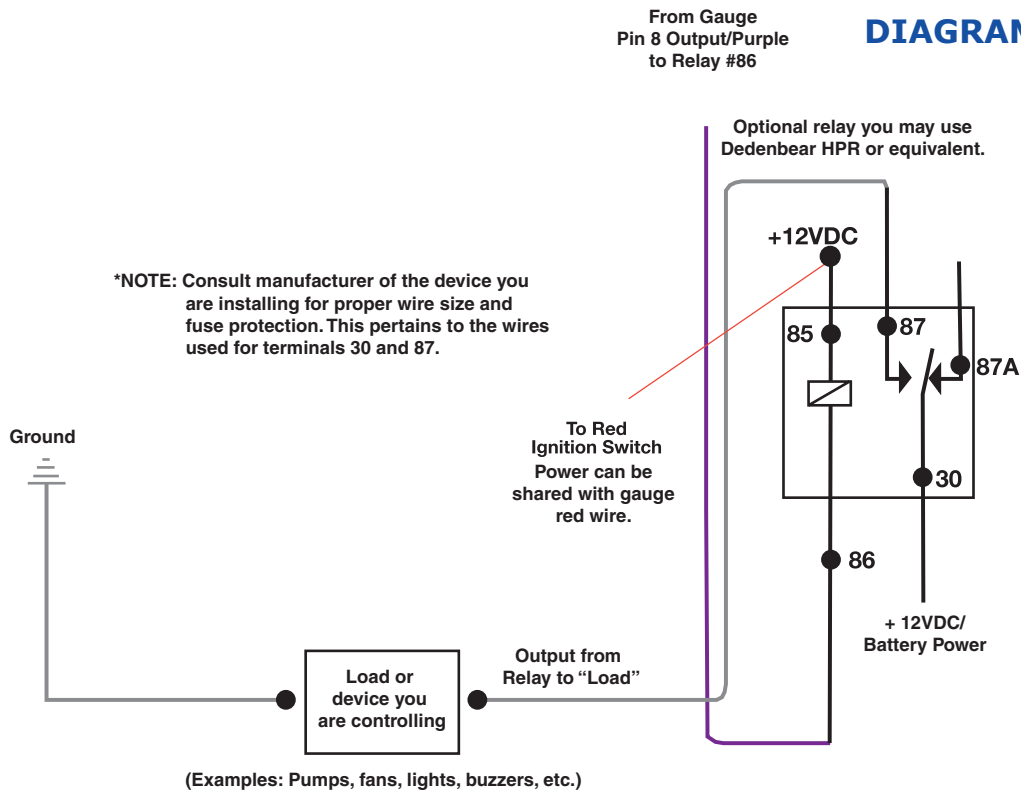 From Gauge
Pin 8 Output/Purple
to Relay #86
DIAGRAM
Optional relay you may use
Dedenbear HPR or equivalent.
+12VDC
*NOTE: Consult manufacturer of the device you
are installing for proper wire size and
fuse protection. This pertains to the wires
used for terminals 30 and 87.
85
87
87A
To Red
Ignition Switch
Power can be
shared with gauge
red wire.
Ground
30
86
+ 12VDC/
Battery Power
Output from
Relay to “Load”
Load or
device you
are controlling
(Examples: Pumps, fans, lights, buzzers, etc.)